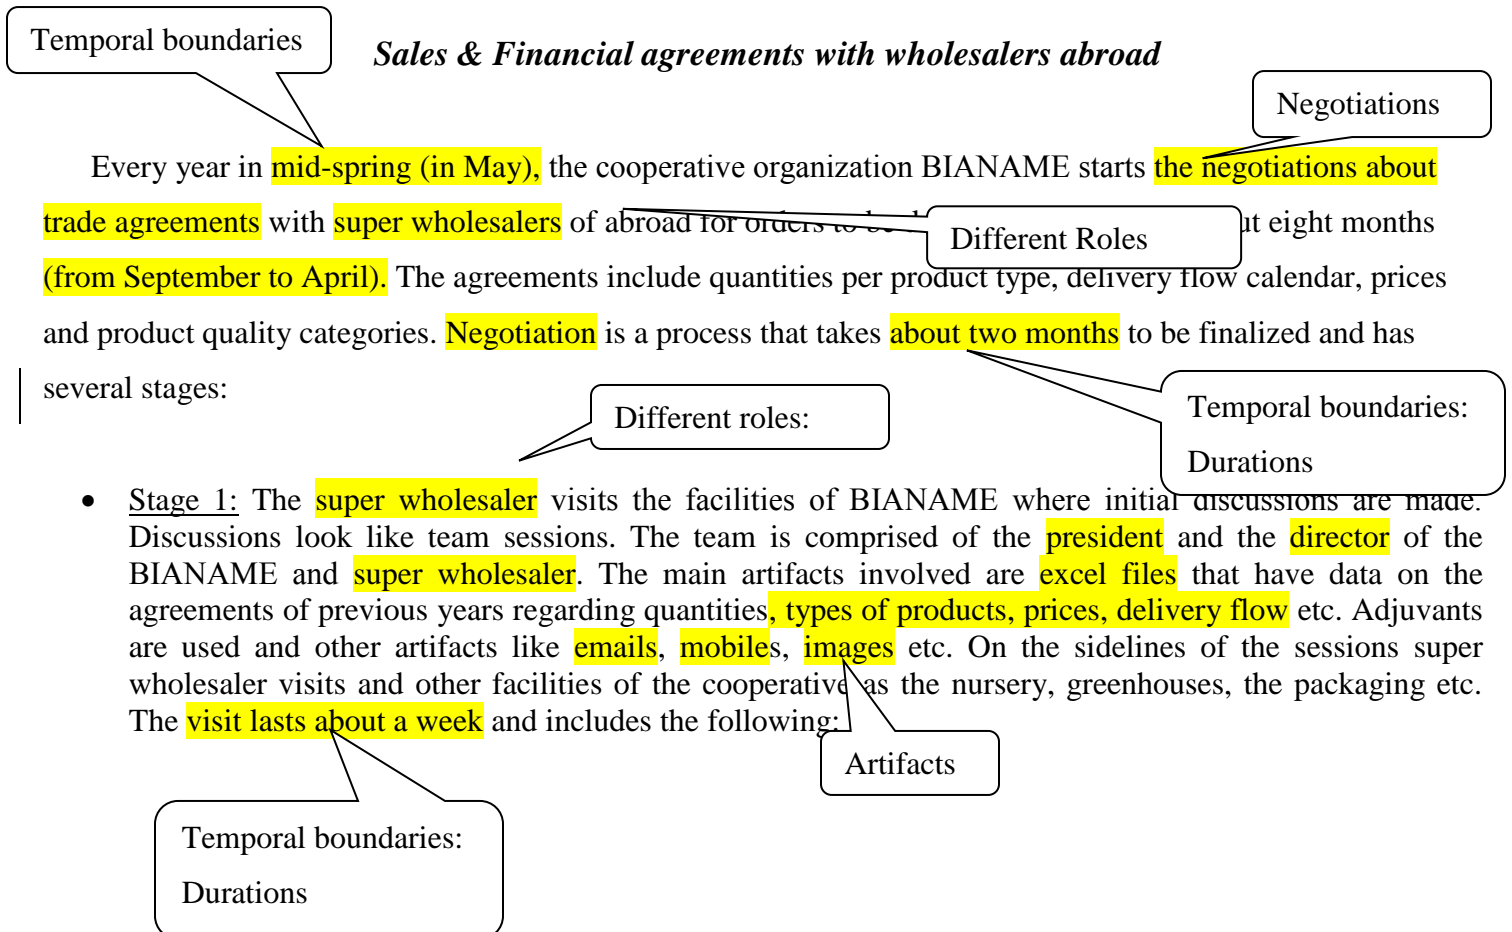 Temporal boundaries
Sales & Financial agreements with wholesalers abroad
Negotiations
Every year in mid-spring (in May), the cooperative organization BIANAME starts the negotiations about
trade agreements with super wholesalers of abroad for orders to be eight months
Different Roles
(from September to April). The agreements include quantities per product type, delivery flow calendar, prices
and product quality categories. Negotiation is a process that takes about two months to be finalized and has
several stages:
Different roles:
Temporal boundaries:
Durations
• Stage 1: The super wholesaler visits the facilities of BIANAME where initial discussions are made.
Discussions look like team sessions. The team is comprised of the president and the director of the
BIANAME and super wholesaler. The main artifacts involved are excel files that have data on the
agreements of previous years regarding quantities, types of products, prices, delivery flow etc. Adjuvants
are used and other artifacts like emails, mobiles, images etc. On the sidelines of the sessions super
wholesaler visits and other facilities of the cooperative as the nursery, greenhouses, the packaging etc.
The visit lasts about a week and includes the following:
Artifacts
Temporal boundaries:
Durations